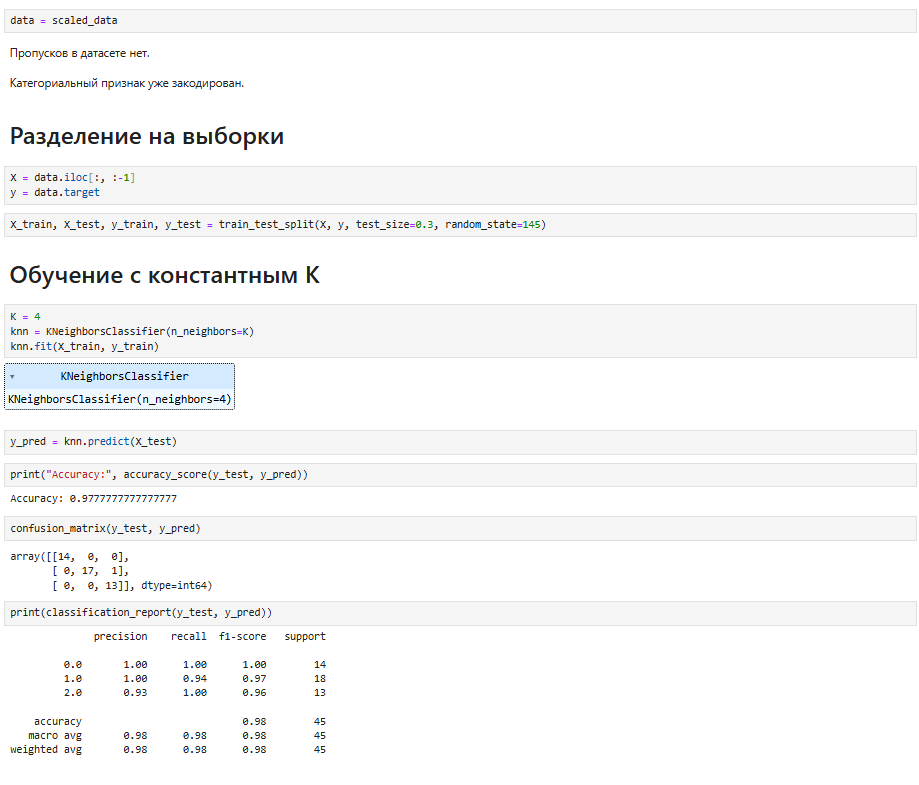 data = scaled_data
Пропусков в датасете нет.
Категориальный признак уже закодирован.
Разделение на выборки
X = data.iloc[:, :-1]
y = data.target
X_train, X_test, y_train, y_test = train_test_split(X, y, test_size=0.3, random_state=145)
Обучение с константным К
K = 4
knn = KNeighborsClassifier(n_neighbors=K)
knn.fit(X_train, y_train)
▾ KNeighborsClassifier
KNeighborsClassifier(n_neighbors=4)
y_pred = knn.predict(X_test)
print("Accuracy:", accuracy_score(y_test, y_pred))
Accuracy: 0.9777777777777777
confusion_matrix(y_test, y_pred)
array([[14,  0,  0],
       [ 0, 17,  1],
       [ 0,  0, 13]], dtype=int64)
print(classification_report(y_test, y_pred))
              precision    recall  f1-score   support
         0.0       1.00      1.00      1.00        14
         1.0       1.00      0.94      0.97        18
         2.0       0.93      1.00      0.96        13
    accuracy                           0.98        45
   macro avg       0.98      0.98      0.98        45
weighted avg       0.98      0.98      0.98        45